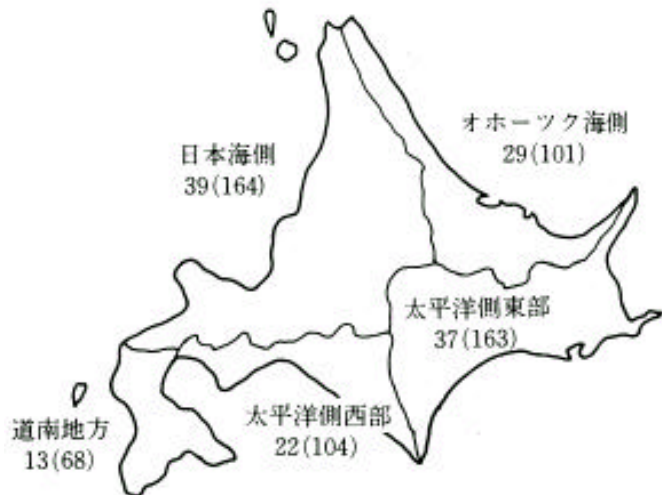 オホーツク海側
29(101)
日本海側
39(164)
太平洋側東部
37(163)
太平洋側西部
22(104)
道南地方
13(68)